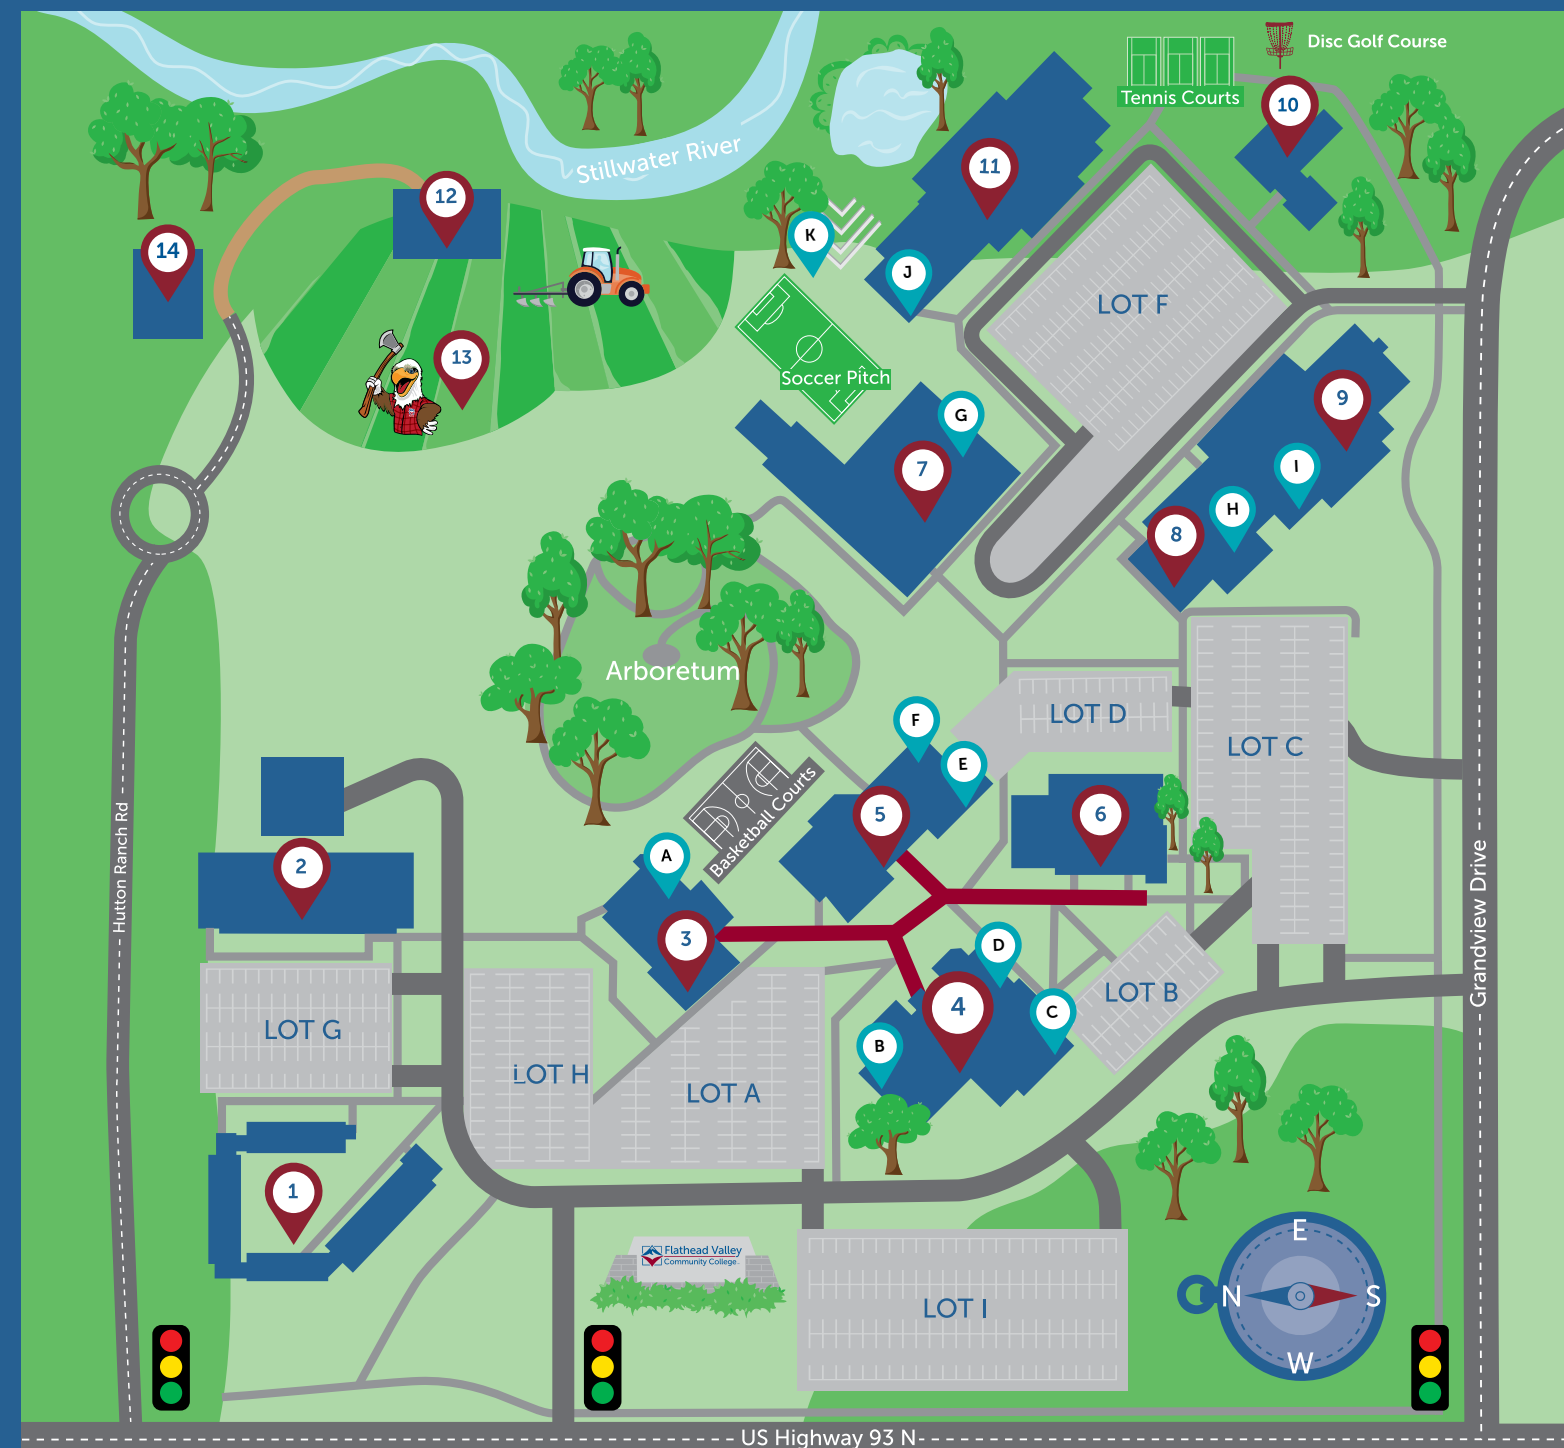 Disc Golf Course
Tennis Courts
10
Stillwater River
11
12
K
14
J
LOT F
13
Soccer Pitch
9
G
7
I
H
8
Arboretum
LOT D
F
LOT C
E
Basketball Courts
5
6
A
2
Hutton Ranch Rd
Grandview Drive
3
D
LOT B
4
C
LOT G
B
LOT H
LOT A
1
E
N
S
W
Flathead Valley
Community College
LOT I
US Highway 93 N